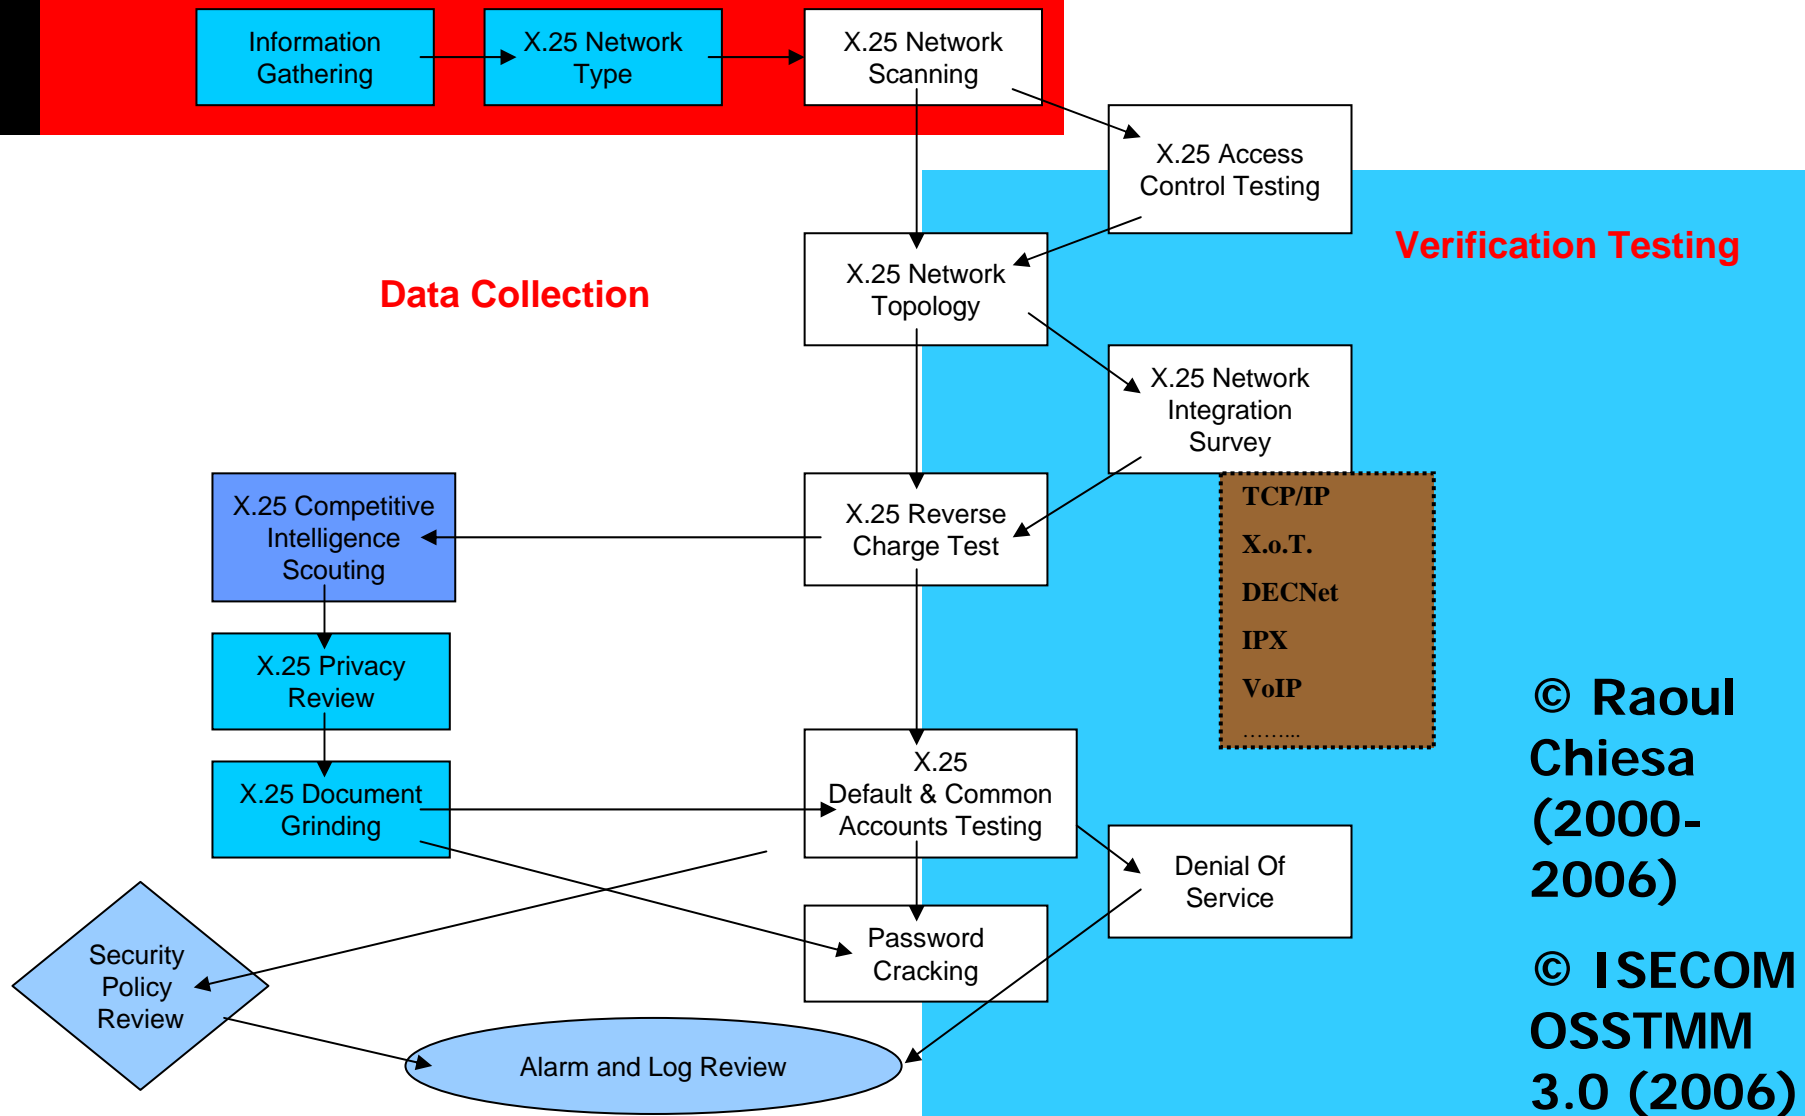 Information
Gathering
X.25 Network
Type
X.25 Network
Scanning
X.25 Access
Control Testing
Verification Testing
Data Collection
X.25 Network
Topology
X.25 Network
Integration
Survey
X.25 Competitive
Intelligence
Scouting
X.25 Reverse
Charge Test
TCP/IP
X.o.T.
DECNet
IPX
VoIP
……...
X.25 Privacy
Review
X.25 Document
Grinding
X.25
Default & Common
Accounts Testing
Denial Of
Service
Password
Cracking
Security
Policy
Review
Alarm and Log Review
© Raoul
Chiesa
(2000-
2006)
© ISECOM
OSSTMM
3.0 (2006)